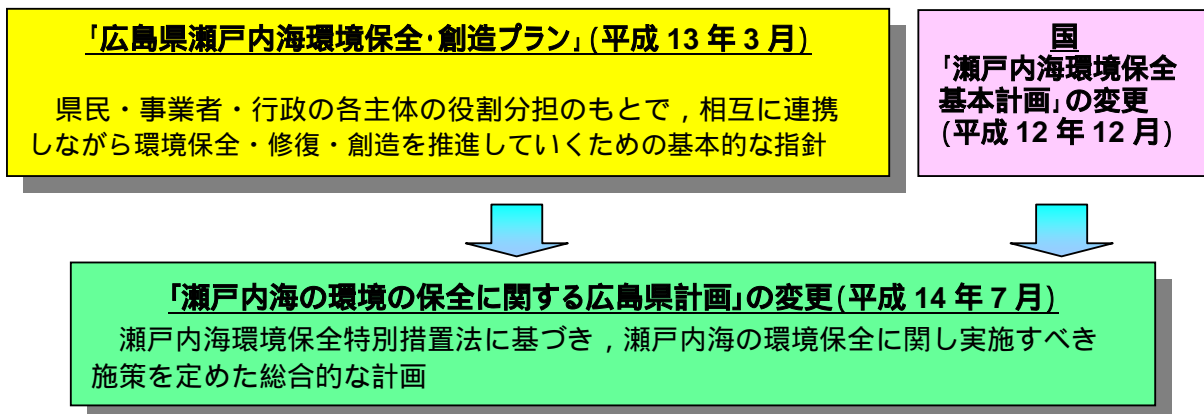 「広島県瀬戸内海環境保全・創造プラン」(平成 13 年 3 月)
県民・事業者・行政の各主体の役割分担のもとで，相互に連携
しながら環境保全・修復・創造を推進していくための基本的な指針
国
「瀬戸内海環境保全
基本計画」の変更
(平成 12 年 12 月)
「瀬戸内海の環境の保全に関する広島県計画」の変更(平成 14 年 7 月)
瀬戸内海環境保全特別措置法に基づき，瀬戸内海の環境保全に関し実施すべき
施策を定めた総合的な計画